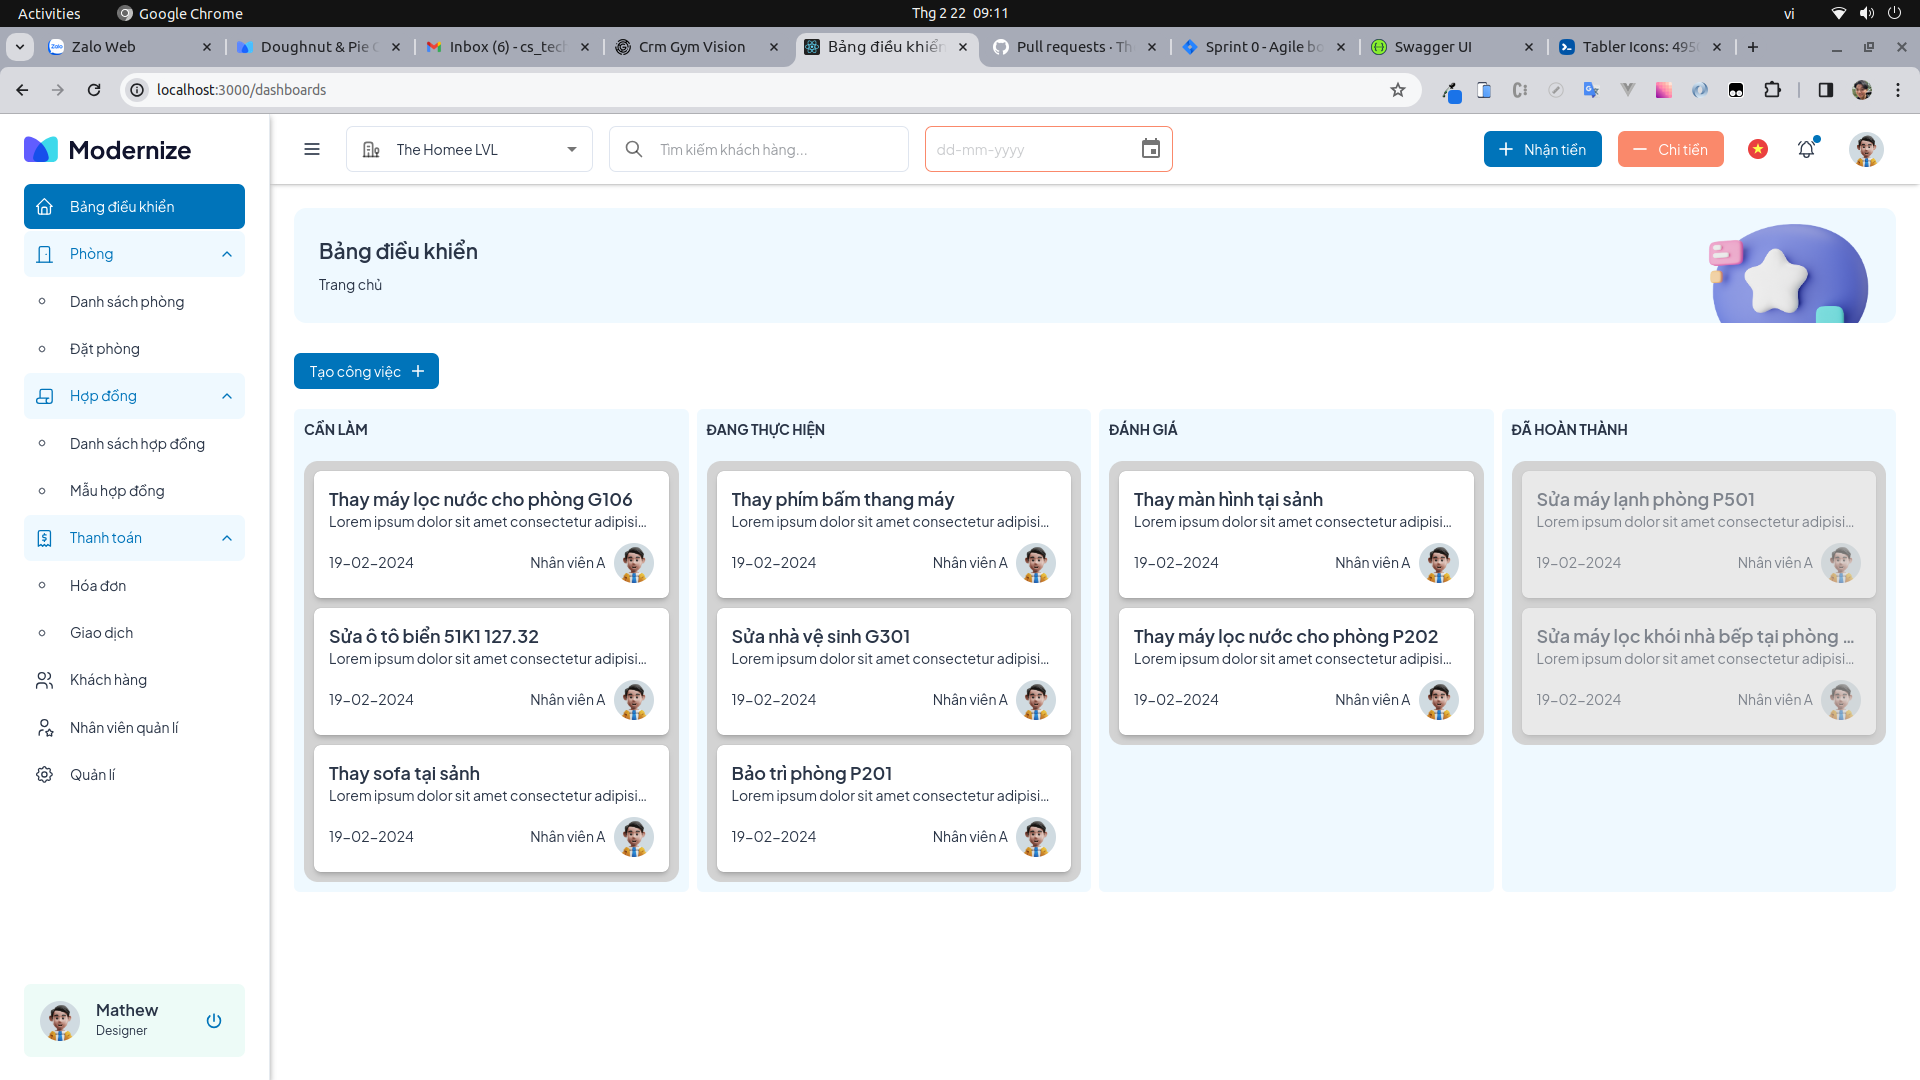 Activities
Google Chrome
Thg 2 22 09:11
vi
Zalo Web
Doughnut & Pie C
Inbox (6) - cs_tech
Crm Gym Vision
Bảng điều khiển
Pull requests · Th
Sprint 0 - Agile bo
Swagger UI
Tabler Icons: 495
localhost:3000/dashboards
Modernize
The Homee LVL
Tìm kiếm khách hàng...
dd-mm-yyyy
Nhận tiền
Chi tiền
Bảng điều khiển
Phòng
Danh sách phòng
Đặt phòng
Hợp đồng
Danh sách hợp đồng
Mẫu hợp đồng
Thanh toán
Hóa đơn
Giao dịch
Khách hàng
Nhân viên quản lí
Quản lí
Mathew
Designer
Bảng điều khiển
Trang chủ
Tạo công việc
CẦN LÀM
Thay máy lọc nước cho phòng G106
Lorem ipsum dolor sit amet consectetur adipisi...
19-02-2024
Nhân viên A
Sửa ô tô biển 51K1 127.32
Lorem ipsum dolor sit amet consectetur adipisi...
19-02-2024
Nhân viên A
Thay sofa tại sảnh
Lorem ipsum dolor sit amet consectetur adipisi...
19-02-2024
Nhân viên A
ĐANG THỰC HIỆN
Thay phím bấm thang máy
Lorem ipsum dolor sit amet consectetur adipisi...
19-02-2024
Nhân viên A
Sửa nhà vệ sinh G301
Lorem ipsum dolor sit amet consectetur adipisi...
19-02-2024
Nhân viên A
Bảo trì phòng P201
Lorem ipsum dolor sit amet consectetur adipisi...
19-02-2024
Nhân viên A
ĐÁNH GIÁ
Thay màn hình tại sảnh
Lorem ipsum dolor sit amet consectetur adipisi...
19-02-2024
Nhân viên A
Thay máy lọc nước cho phòng P202
Lorem ipsum dolor sit amet consectetur adipisi...
19-02-2024
Nhân viên A
ĐÃ HOÀN THÀNH
Sửa máy lạnh phòng P501
Lorem ipsum dolor sit amet consectetur adipisi...
19-02-2024
Nhân viên A
Sửa máy lọc khói nhà bếp tại phòng ...
Lorem ipsum dolor sit amet consectetur adipisi...
19-02-2024
Nhân viên A